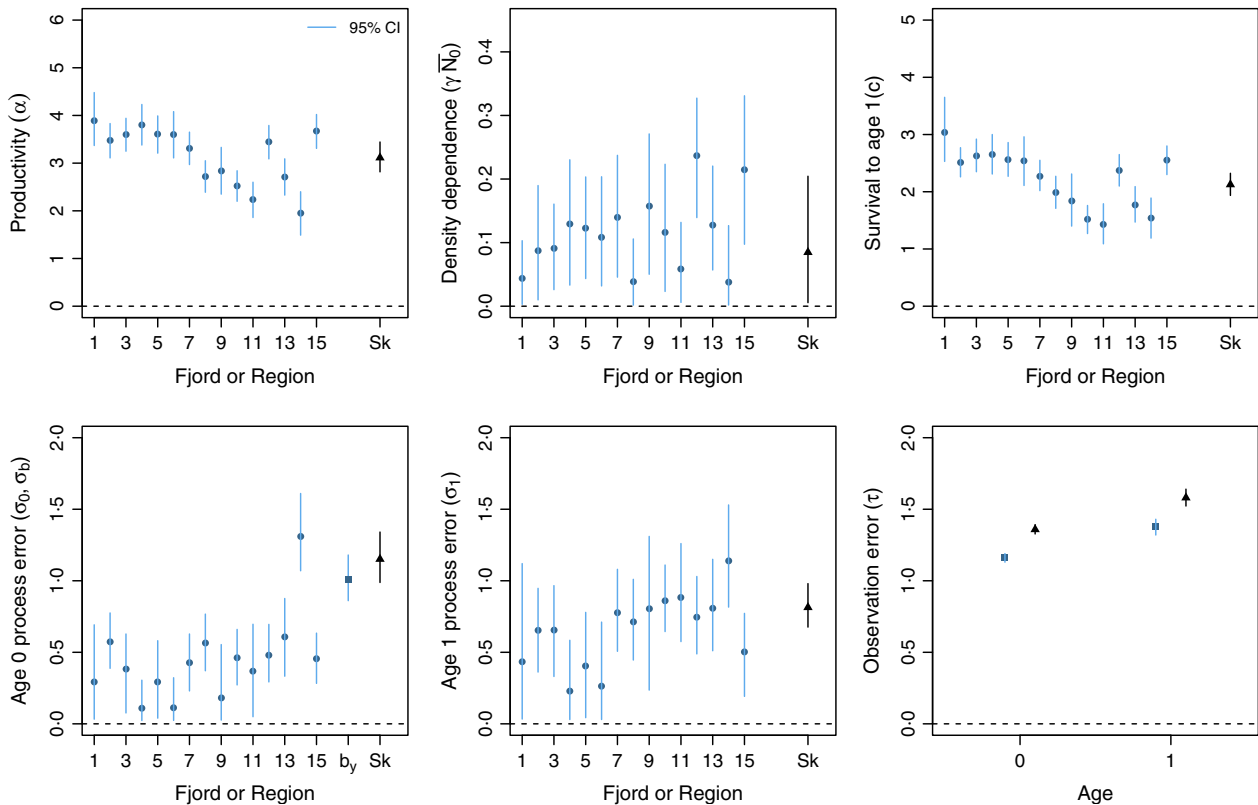 95% CI
Productivity (α)
0 1 2 3 4 5 6
1 3 5 7 9 11 13 15 Sk
Fjord or Region
Density dependence (γ N̅₀)
0·0 0·1 0·2 0·3 0·4
1 3 5 7 9 11 13 15 Sk
Fjord or Region
Survival to age 1(c)
0 1 2 3 4 5
1 3 5 7 9 11 13 15 Sk
Fjord or Region
Age 0 process error (σ₀, σ_b)
0·0 0·5 1·0 1·5 2·0
1 3 5 7 9 11 13 15 b_y Sk
Fjord or Region
Age 1 process error (σ₁)
0·0 0·5 1·0 1·5 2·0
1 3 5 7 9 11 13 15 Sk
Fjord or Region
Observation error (τ)
0·0 0·5 1·0 1·5 2·0
0 1
Age